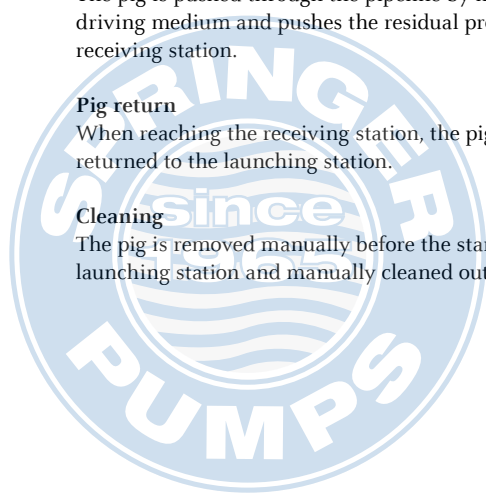 driving medium and pushes the residual pr
receiving station.
Pig return
When reaching the receiving station, the pig
returned to the launching station.
Cleaning
The pig is removed manually before the star
launching station and manually cleaned out
SPRINGER
since
1965
PUMPS